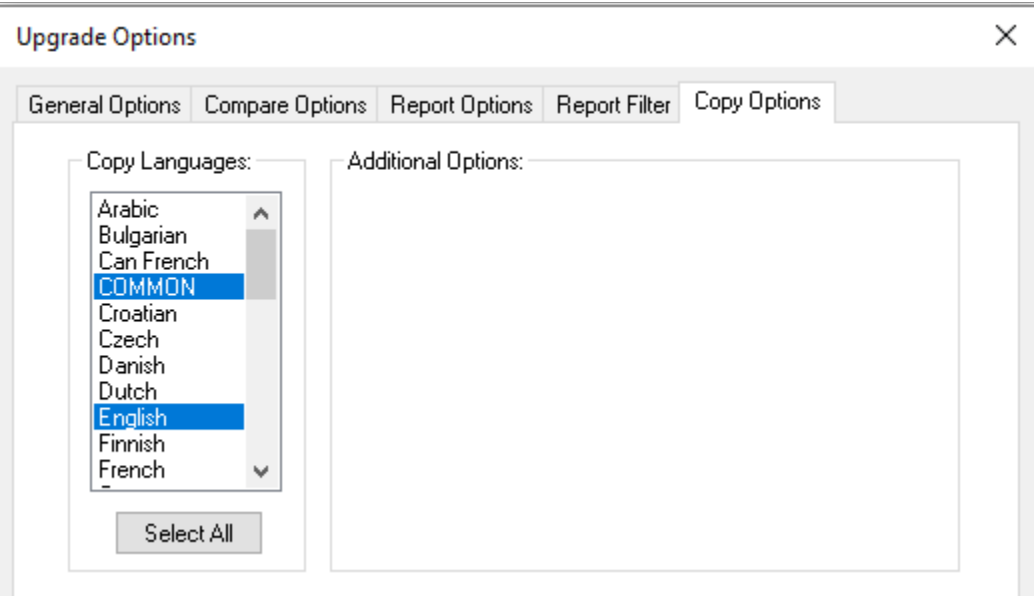 Upgrade Options
General Options
Compare Options
Report Options
Report Filter
Copy Options
Copy Languages:
Arabic
Bulgarian
Can French
COMMON
Croatian
Czech
Danish
Dutch
English
Finnish
French
Select All
Additional Options: